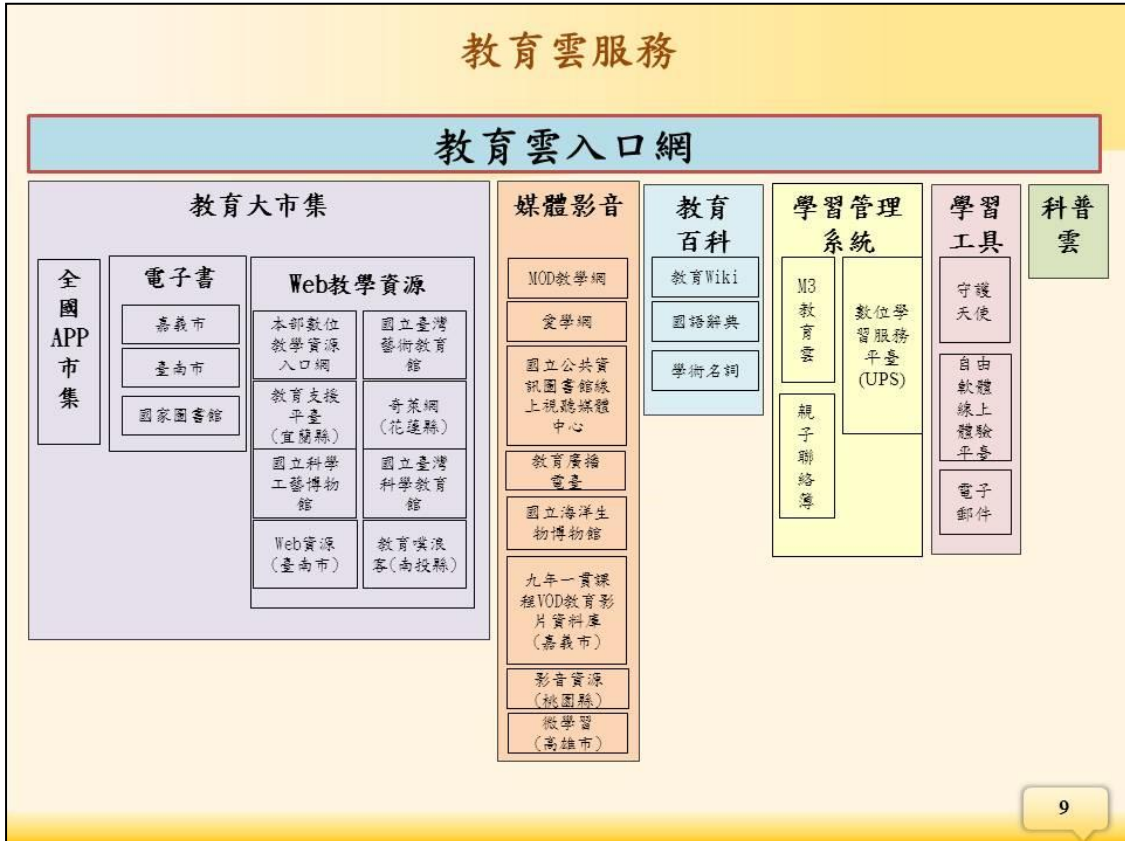 教育雲服務
教育雲入口網
教育大市集
全
國
APP
市
集
電子書
嘉義市
臺南市
國家圖書館
Web教學資源
本部數位
教學資源
入口網
國立臺灣
藝術教育
館
教育支援
平臺
(宜蘭縣)
奇萊網
(花蓮縣)
國立科學
工藝博物
館
國立臺灣
科學教育
館
Web資源
(臺南市)
教育噗浪
客(南投縣)
媒體影音
MOD教學網
愛學網
國立公共資
訊圖書館線
上視聽媒體
中心
教育廣播
電臺
國立海洋生
物博物館
九年一貫課
程VOD教育影
片資料庫
(嘉義市)
影音資源
(桃園縣)
微學習
(高雄市)
教育
百科
教育Wiki
國語辭典
學術名詞
學習管理
系統
M3
教
育
雲
親
子
聯
絡
簿
數位學
習服務
平臺
(UPS)
學習
工具
守護
天使
自由
軟體
線上
體驗
平臺
電子
郵件
科普
雲
9